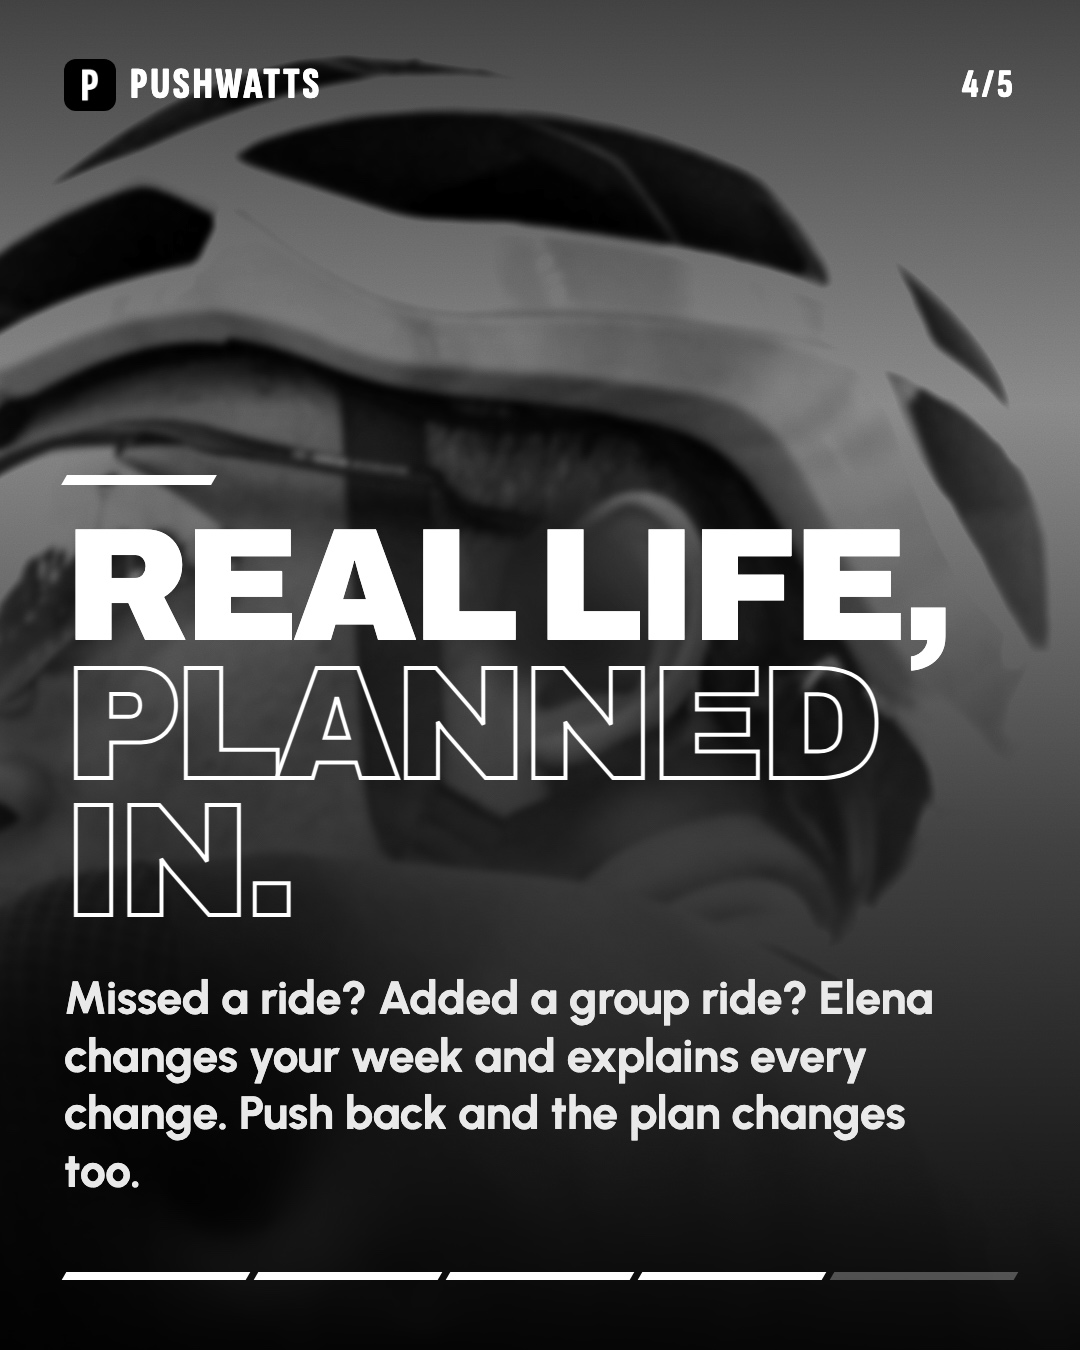 P PUSHWATTS
4/5
REAL LIFE,
PLANNED
IN.
Missed a ride? Added a group ride? Elena
changes your week and explains every
change. Push back and the plan changes
too.